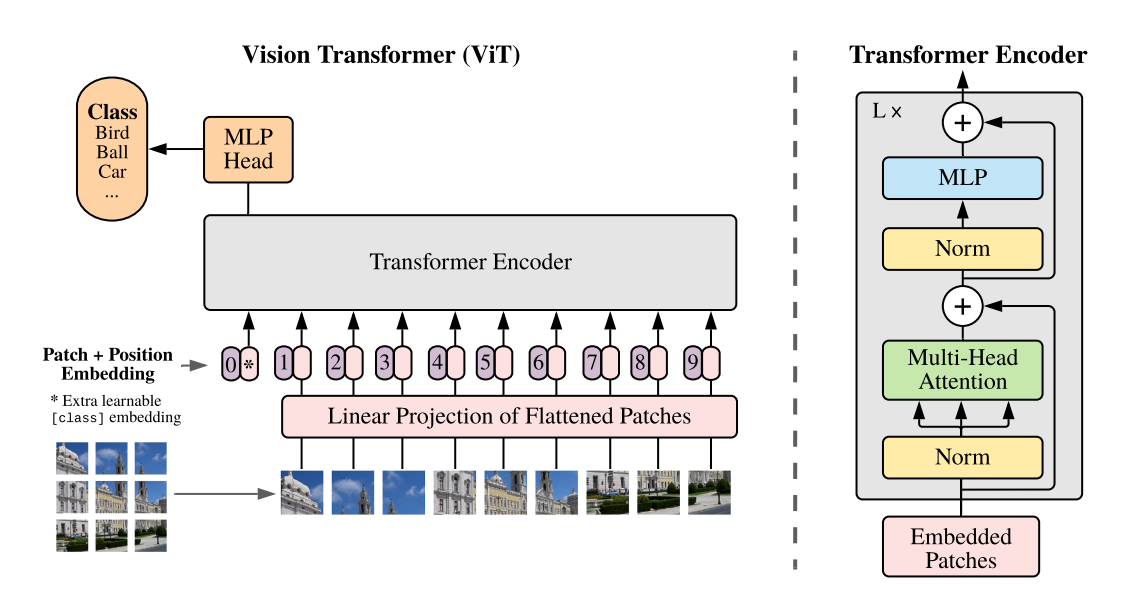 Vision Transformer (ViT)
Class
Bird
Ball
Car
...
MLP
Head
Transformer Encoder
0 * 1 2 3 4 5 6 7 8 9
Patch + Position
Embedding
* Extra learnable
[class] embedding
Linear Projection of Flattened Patches
Transformer Encoder
L x
+
MLP
Norm
+
Multi-Head
Attention
Norm
Embedded
Patches